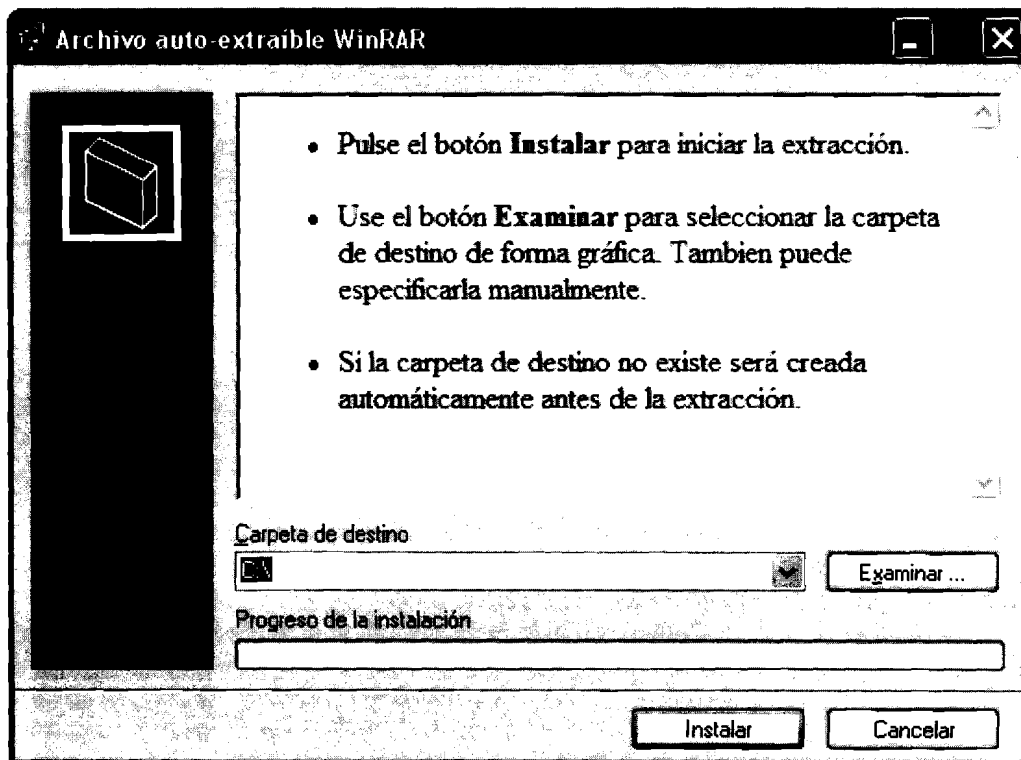 Archivo auto-extraíble WinRAR
• Pulse el botón Instalar para iniciar la extracción.
• Use el botón Examinar para seleccionar la carpeta
de destino de forma gráfica. Tambien puede
especificarla manualmente.
• Si la carpeta de destino no existe será creada
automáticamente antes de la extracción.
Carpeta de destino
D:\
Examinar ...
Progreso de la instalación
Instalar
Cancelar